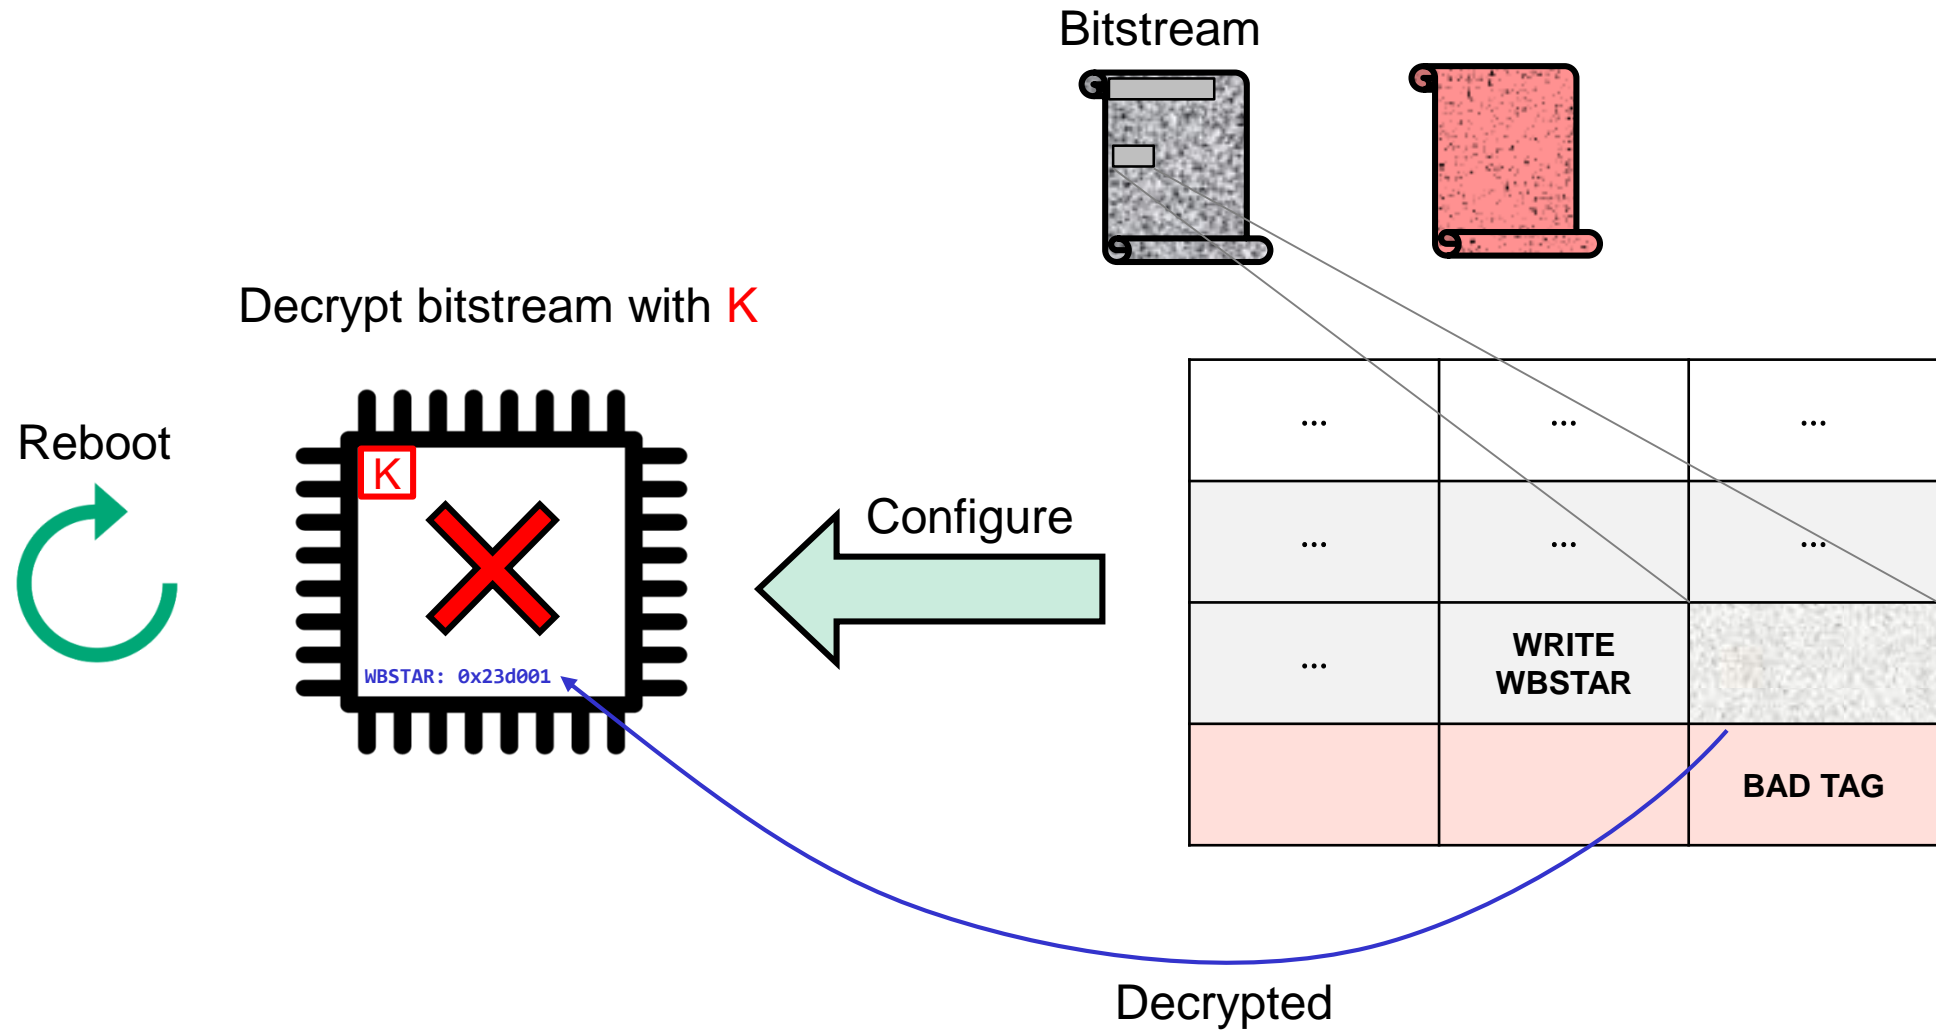 Bitstream
Decrypt bitstream with K
Reboot
K
WBSTAR: 0x23d001
Configure
... ... ...
... ... ...
... WRITE
WBSTAR
BAD TAG
Decrypted